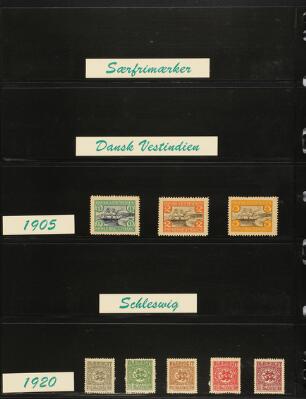 Særfrimærker
Dansk Vestindien
1905
Schleswig
1920